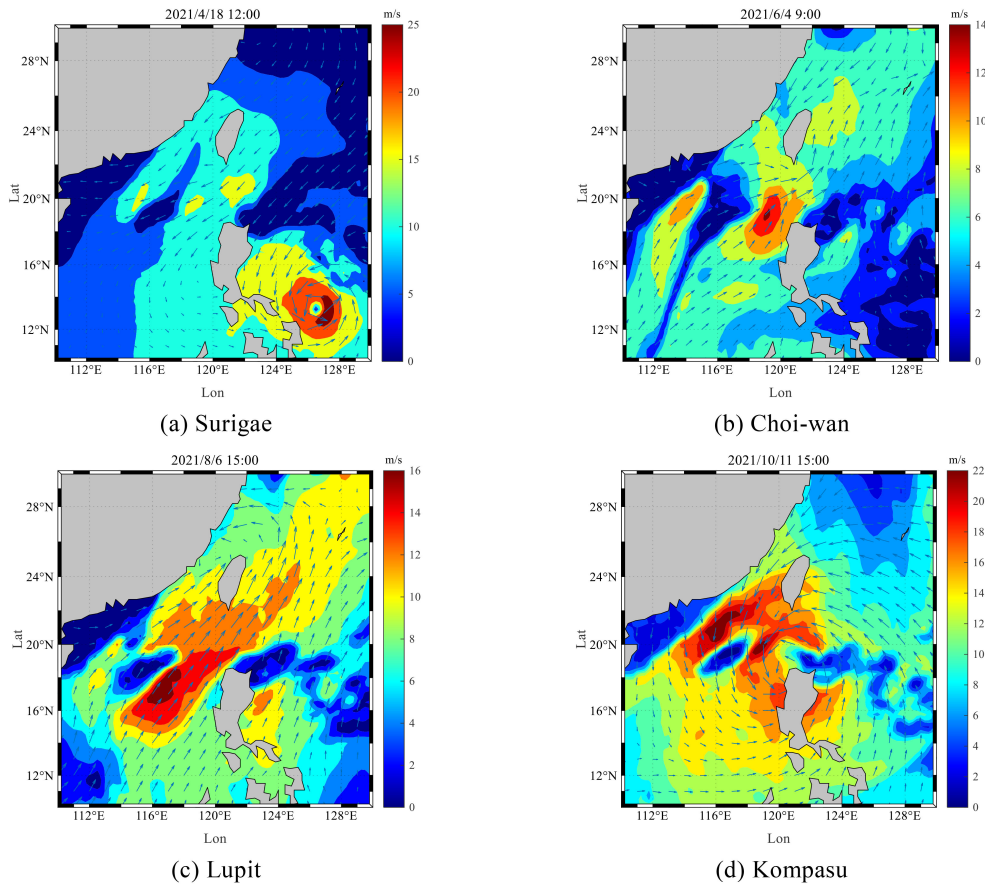 2021/4/18 12:00
m/s
25
20
15
10
5
0
28°N
24°N
20°N
16°N
12°N
Lat
112°E 116°E 120°E 124°E 128°E
Lon
(a) Surigae
2021/6/4 9:00
m/s
14
12
10
8
6
4
2
0
28°N
24°N
20°N
16°N
12°N
Lat
112°E 116°E 120°E 124°E 128°E
Lon
(b) Choi-wan
2021/8/6 15:00
m/s
16
14
12
10
8
6
4
2
0
28°N
24°N
20°N
16°N
12°N
Lat
112°E 116°E 120°E 124°E 128°E
Lon
(c) Lupit
2021/10/11 15:00
m/s
22
20
18
16
14
12
10
8
6
4
2
0
28°N
24°N
20°N
16°N
12°N
Lat
112°E 116°E 120°E 124°E 128°E
Lon
(d) Kompasu